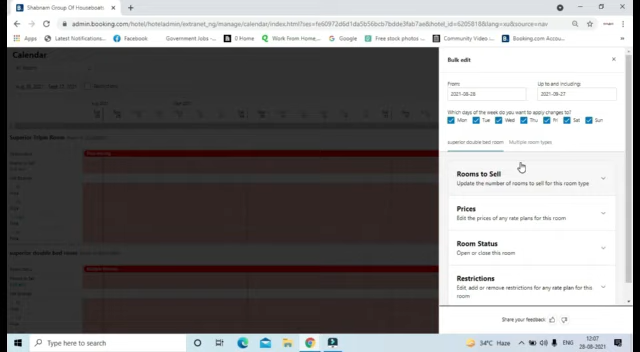 Shabnam Group Of Houseboats
admin.booking.com/hotel/hoteladmin/extranet_ng/manage/calendar/index.html
Apps
Latest Notifications...
Facebook
Government Jobs -...
0 Home
Work from Home,...
Google
Free stock photos
Community Video -...
Booking.com Accou...
Calendar
Superior Triple Room
superior double bed room
Bulk edit
From:
Up to and including:
2021-08-28
2021-09-27
Which days of the week do you want to apply changes to?
Mon Tue Wed Thu Fri Sat Sun
superior double bed room
Multiple room types
Rooms to Sell
Update the number of rooms to sell for this room type
Prices
Edit the prices of any rate plans for this room
Room Status
Open or close this room
Restrictions
Edit, add or remove restrictions for any rate plan for this
room
Share your feedback
Type here to search
34°C Haze
ENG
12:07
28-08-2021